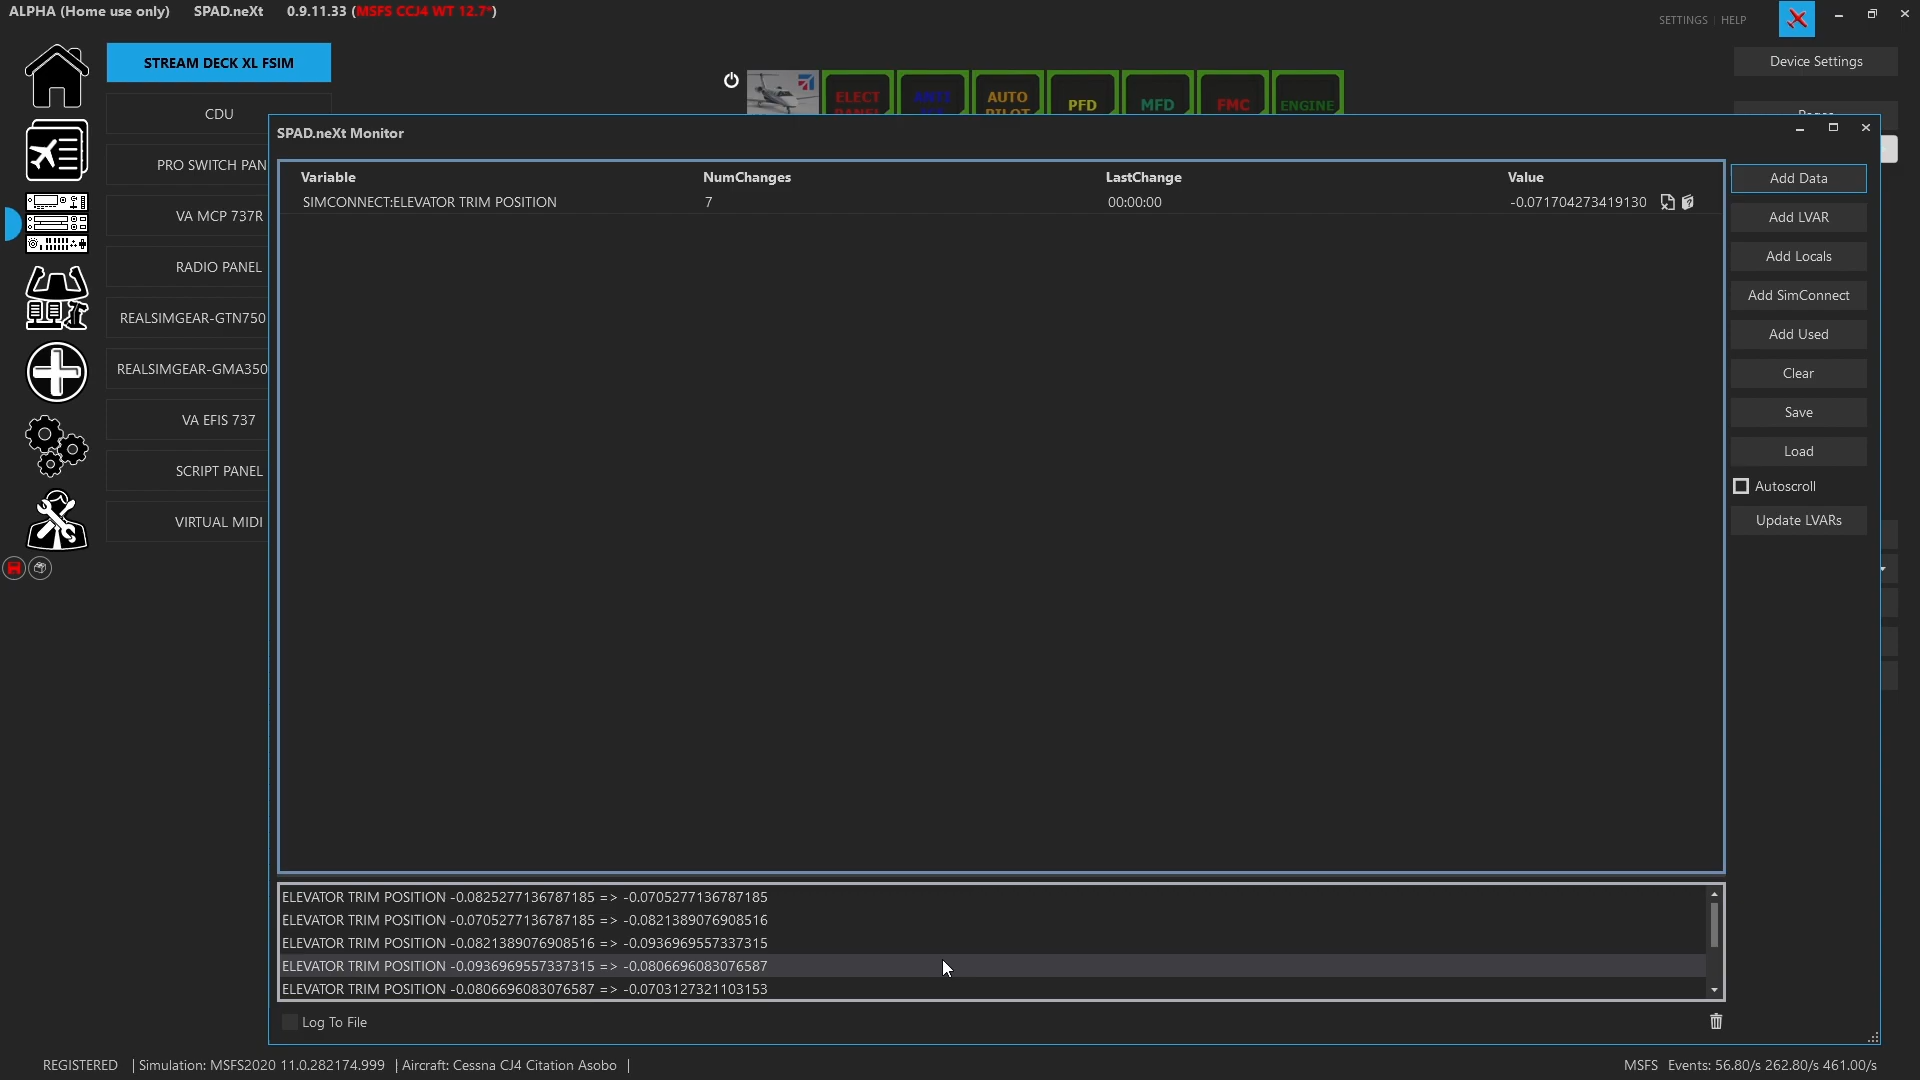 ALPHA (Home use only) SPAD.neXt 0.9.11.33 (MSFS CCJ4 WT 12.7*)
SETTINGS | HELP
STREAM DECK XL FSIM
Device Settings
ELECT
AUTO
PILOT
PFD
MFD
FMC
ENGINE
CDU
SPAD.neXt Monitor
PRO SWITCH PAN
VA MCP 737R
RADIO PANEL
REALSIMGEAR-GTN750
REALSIMGEAR-GMA350
VA EFIS 737
SCRIPT PANEL
VIRTUAL MIDI
Variable NumChanges LastChange Value
SIMCONNECT:ELEVATOR TRIM POSITION 7 00:00:00 -0.071704273419130
Add Data
Add LVAR
Add Locals
Add SimConnect
Add Used
Clear
Save
Load
Autoscroll
Update LVARs
ELEVATOR TRIM POSITION -0.0825277136787185 => -0.0705277136787185
ELEVATOR TRIM POSITION -0.0705277136787185 => -0.0821389076908516
ELEVATOR TRIM POSITION -0.0821389076908516 => -0.0936969557337315
ELEVATOR TRIM POSITION -0.0936969557337315 => -0.0806696083076587
ELEVATOR TRIM POSITION -0.0806696083076587 => -0.0703127321103153
Log To File
REGISTERED | Simulation: MSFS2020 11.0.282174.999 | Aircraft: Cessna CJ4 Citation Asobo |
MSFS Events: 56.80/s 262.80/s 461.00/s